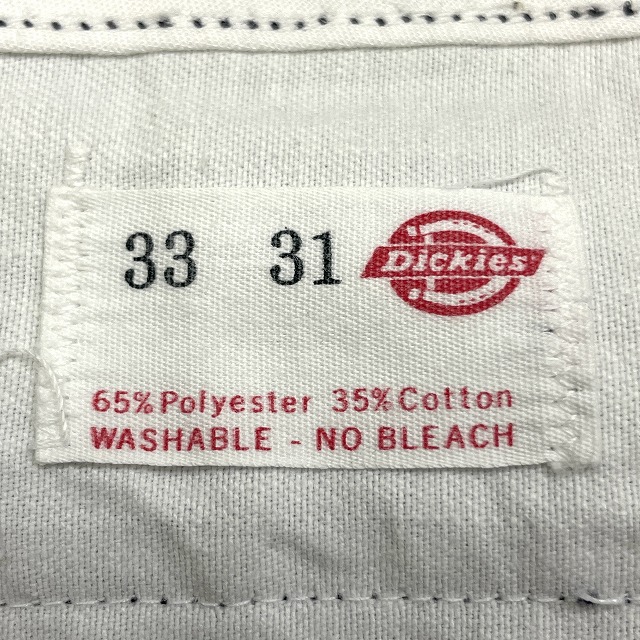 33 31 Dickies
65% Polyester 35% Cotton
WASHABLE - NO BLEACH